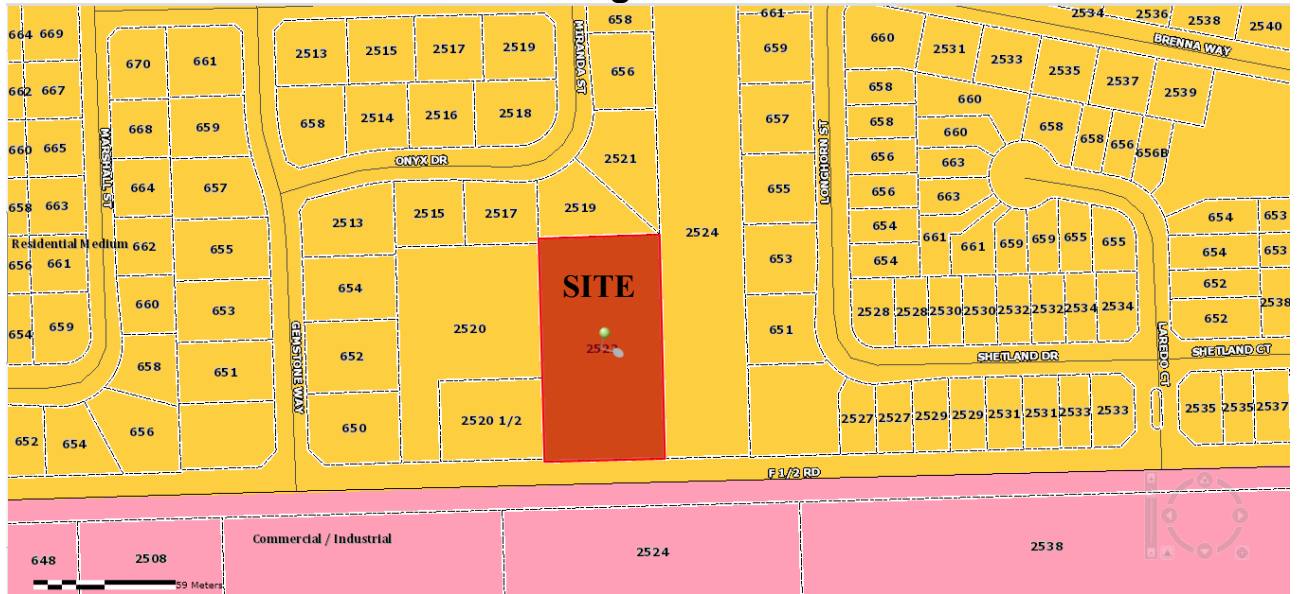 664 669
670 661
2513 2515 2517 2519
MIRANDA ST
658
656
661
659
660
2531 2533 2535 2537 2539
2534 2536 2538 2540
BRENNA WAY
662 667
668 659
658 2514 2516 2518
657
658
660
658
660
658 658 656 656B
660 665
MARSHALL ST
ONYX DR
2521
LONGHORN ST
656
663
664 657
655
656
663
658 663
2513 2515 2517 2519
2524
654
661 661 659 659 655 655
654 653
Residential Medium
662 655
653
654
654 653
656 661
SITE
652
660 653
654
2528 2528 2530 2530 2532 2532 2534 2534
652 2538
654 659
GEMSTONE WAY
652
2520
651
LAREDO CT
SHETLAND DR
SHETLAND CT
658 651
652 654 656
650
2520 1/2
2527 2527 2529 2529 2531 2531 2533 2533
2535 2535 2537
F 1/2 RD
Commercial / Industrial
648 2508 2524 2538
59 Meters